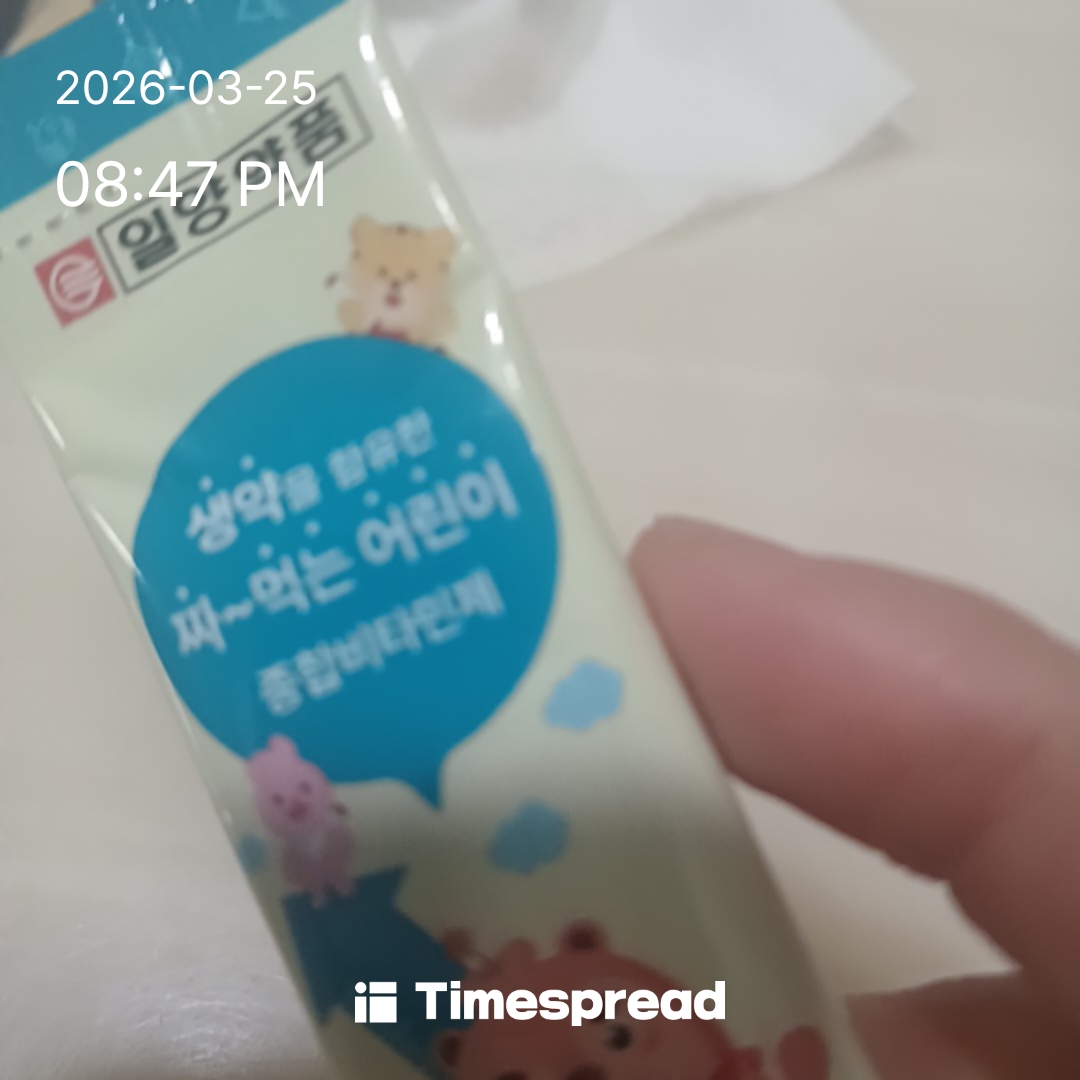 2026-03-25
08:47 PM
일양약품
생약을 함유한
짜~먹는 어린이
종합비타민제
Timespread